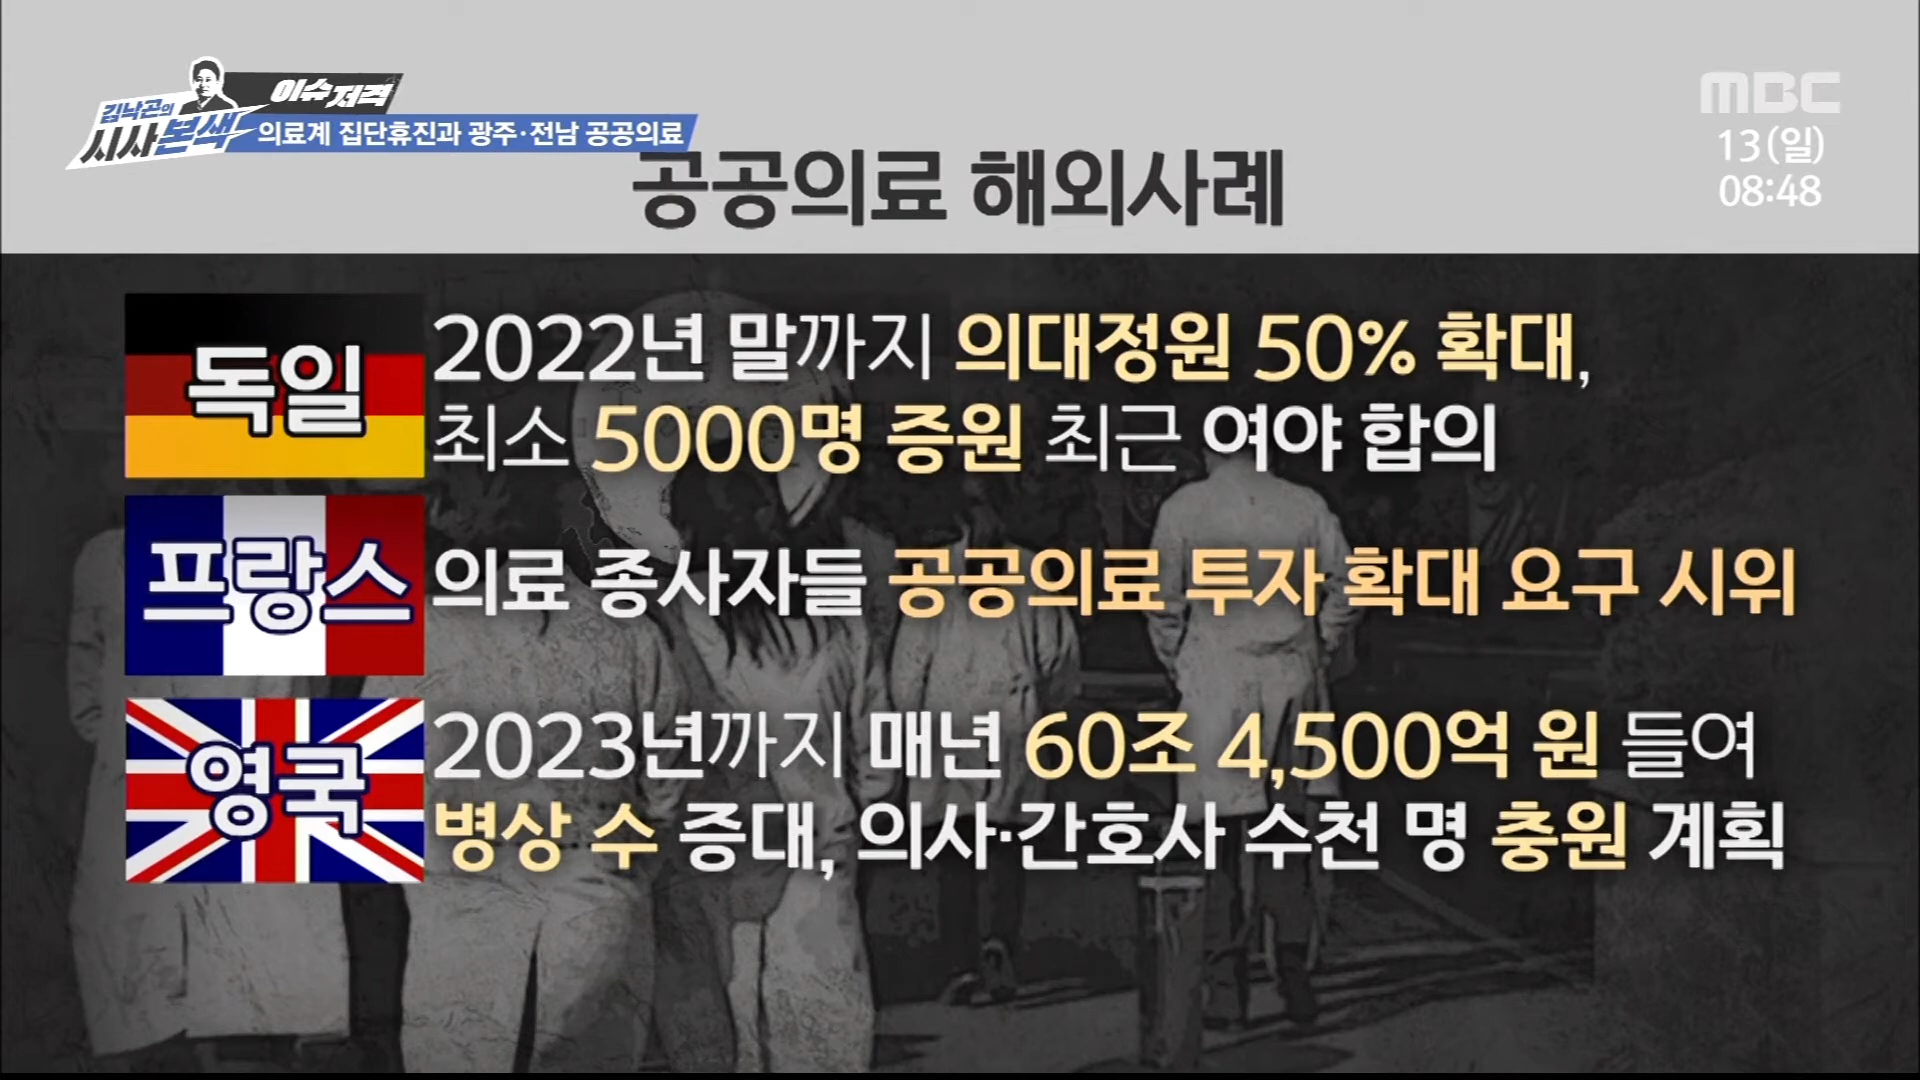 김낙곤의
시사본색
이슈저격
의료계 집단휴진과 광주·전남 공공의료
MBC
13(일)
08:48
공공의료 해외사례
독일
2022년 말까지 의대정원 50% 확대,
최소 5000명 증원 최근 여야 합의
프랑스
의료 종사자들 공공의료 투자 확대 요구 시위
영국
2023년까지 매년 60조 4,500억 원 들여
병상 수 증대, 의사·간호사 수천 명 충원 계획